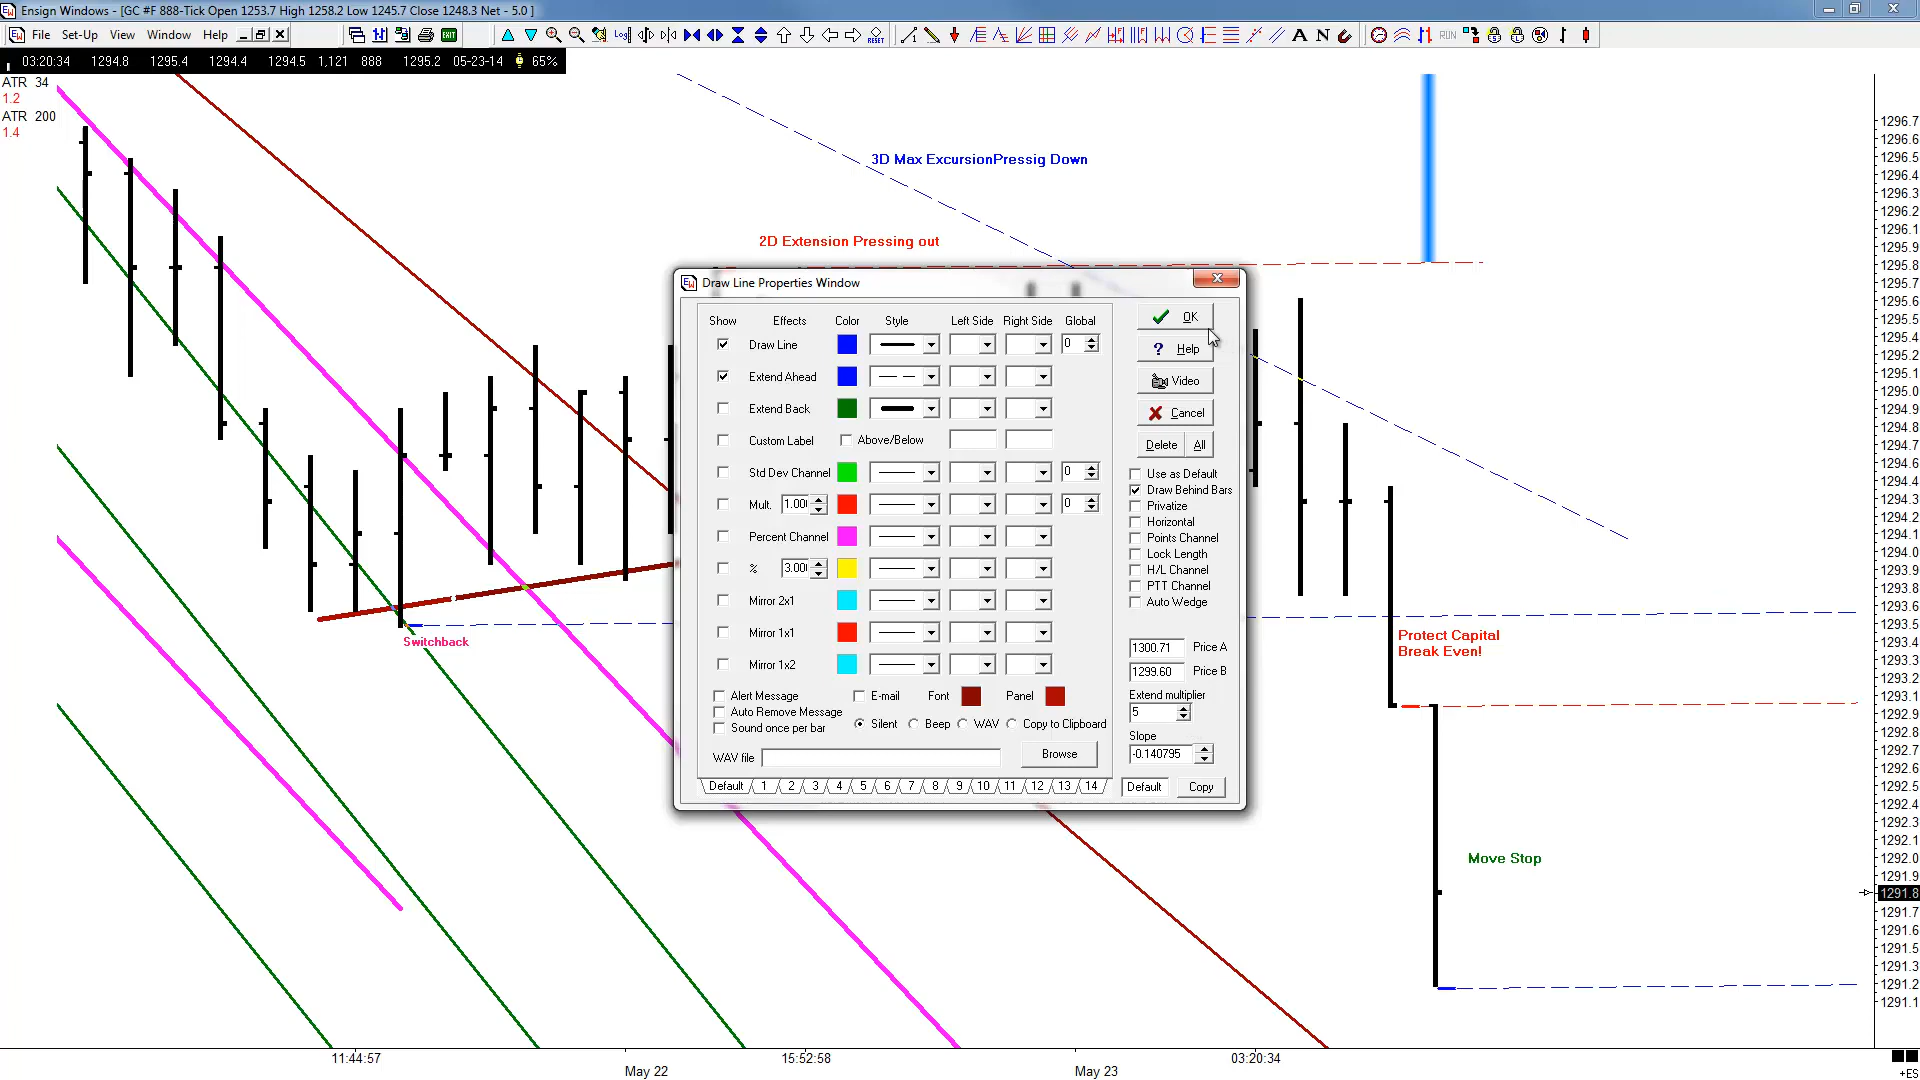 Ensign Windows - [GC #F 888-Tick Open 1253.7 High 1258.2 Low 1245.7 Close 1248.3 Net - 5.0 ]
File Set-Up View Window Help
EXIT Log RESET A N RUN
03:20:34 1294.8 1295.4 1294.4 1294.5 1,121 888 1295.2 05-23-14 65%
ATR 34
1.2
ATR 200
1.4
3D Max ExcursionPressig Down
2D Extension Pressing out
Switchback
Protect Capital
Break Even!
Move Stop
Draw Line Properties Window
Show Effects Color Style Left Side Right Side Global
Draw Line 0
Extend Ahead
Extend Back
Custom Label Above/Below
Std Dev Channel 0
Mult. 1.00 0
Percent Channel
% 3.00
Mirror 2x1
Mirror 1x1
Mirror 1x2
Alert Message E-mail Font Panel
Auto Remove Message
Sound once per bar Silent Beep WAV Copy to Clipboard
WAV file Browse
Default 1 2 3 4 5 6 7 8 9 10 11 12 13 14
OK
? Help
Video
Cancel
Delete All
Use as Default
Draw Behind Bars
Privatize
Horizontal
Points Channel
Lock Length
H/L Channel
PTT Channel
Auto Wedge
1300.71 Price A
1299.60 Price B
Extend multiplier
5
Slope
-0.140795
Default Copy
1296.7
1296.6
1296.5
1296.4
1296.3
1296.2
1296.1
1295.9
1295.8
1295.7
1295.6
1295.5
1295.4
1295.2
1295.1
1295.0
1294.9
1294.8
1294.7
1294.6
1294.5
1294.3
1294.2
1294.1
1294.0
1293.9
1293.8
1293.6
1293.5
1293.4
1293.3
1293.2
1293.1
1292.9
1292.8
1292.7
1292.6
1292.5
1292.4
1292.3
1292.1
1292.0
1291.9
1291.8
1291.7
1291.6
1291.5
1291.3
1291.2
1291.1
11:44:57 15:52:58 03:20:34
May 22 May 23
+ES